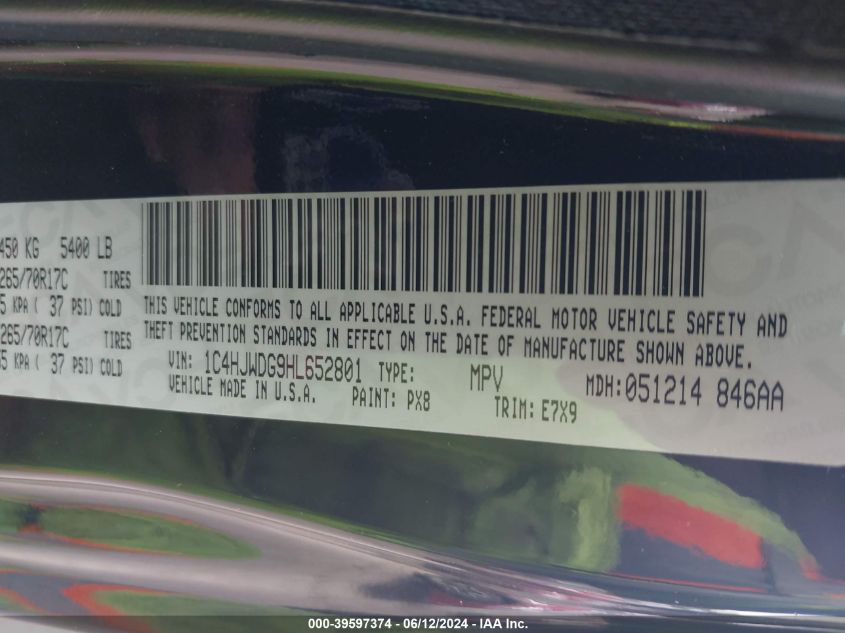 450 KG 5400 LB
265/70R17C TIRES
5 KPA ( 37 PSI) COLD
265/70R17C TIRES
55 KPA ( 37 PSI) COLD
THIS VEHICLE CONFORMS TO ALL APPLICABLE U.S.A. FEDERAL MOTOR VEHICLE SAFETY AND
THEFT PREVENTION STANDARDS IN EFFECT ON THE DATE OF MANUFACTURE SHOWN ABOVE.
VIN: 1C4HJWDG9HL652801 TYPE: MPV MDH:051214 846AA
VEHICLE MADE IN U.S.A. PAINT: PX8 TRIM: E7X9
000-39597374 - 06/12/2024 - IAA Inc.